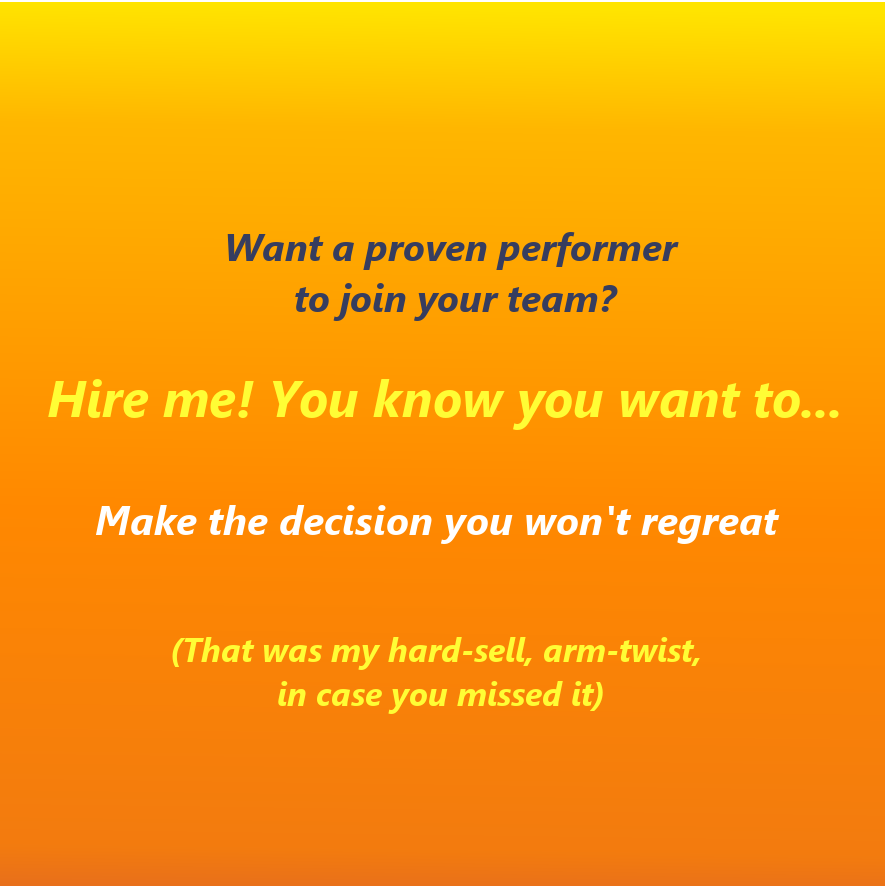 Want a proven performer
to join your team?
Hire me! You know you want to...
Make the decision you won't regreat
(That was my hard-sell, arm-twist,
in case you missed it)